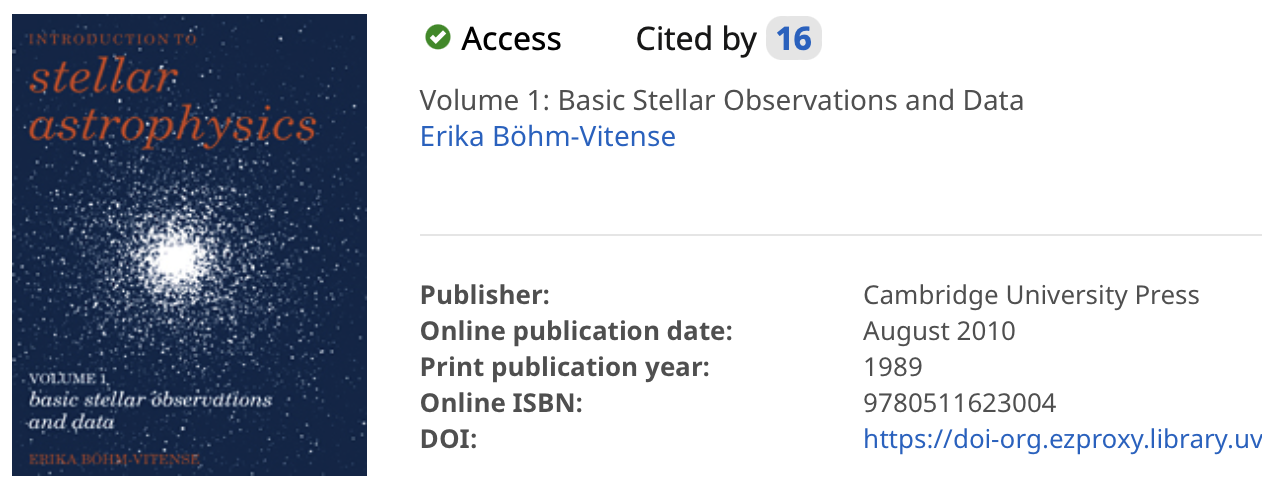 INTRODUCTION TO
stellar
astrophysics
VOLUME 1
basic stellar observations
and data
ERIKA BÖHM-VITENSE
Access Cited by 16
Volume 1: Basic Stellar Observations and Data
Erika Böhm-Vitense
Publisher: Cambridge University Press
Online publication date: August 2010
Print publication year: 1989
Online ISBN: 9780511623004
DOI: https://doi-org.ezproxy.library.uv